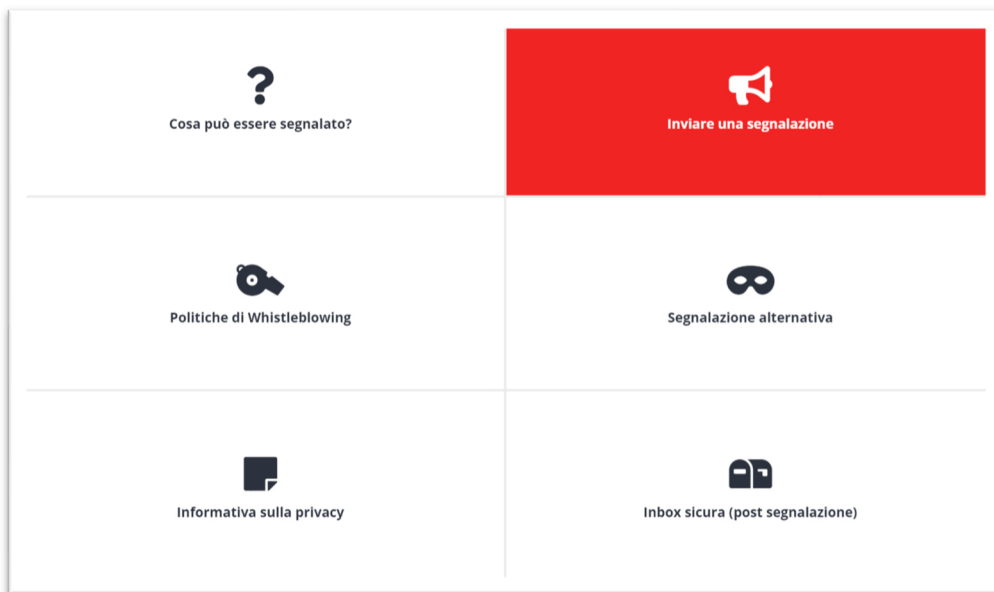 Cosa può essere segnalato?
Inviare una segnalazione
Politiche di Whistleblowing
Segnalazione alternativa
Informativa sulla privacy
Inbox sicura (post segnalazione)